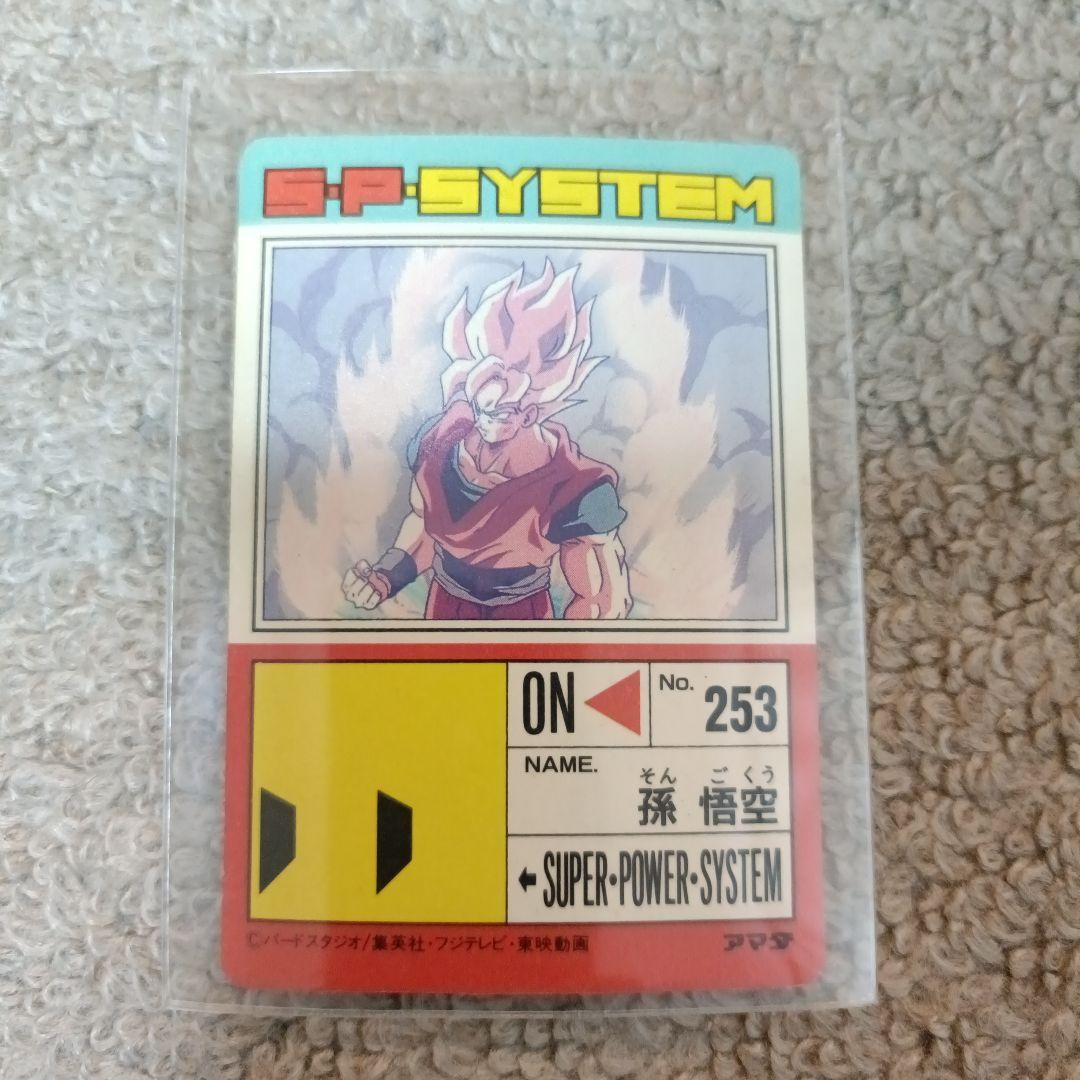 S·P·SYSTEM
ON
No. 253
NAME.
そん ご くう
孫 悟空
SUPER·POWER·SYSTEM
©バードスタジオ/集英社・フジテレビ・東映動画
アマダ